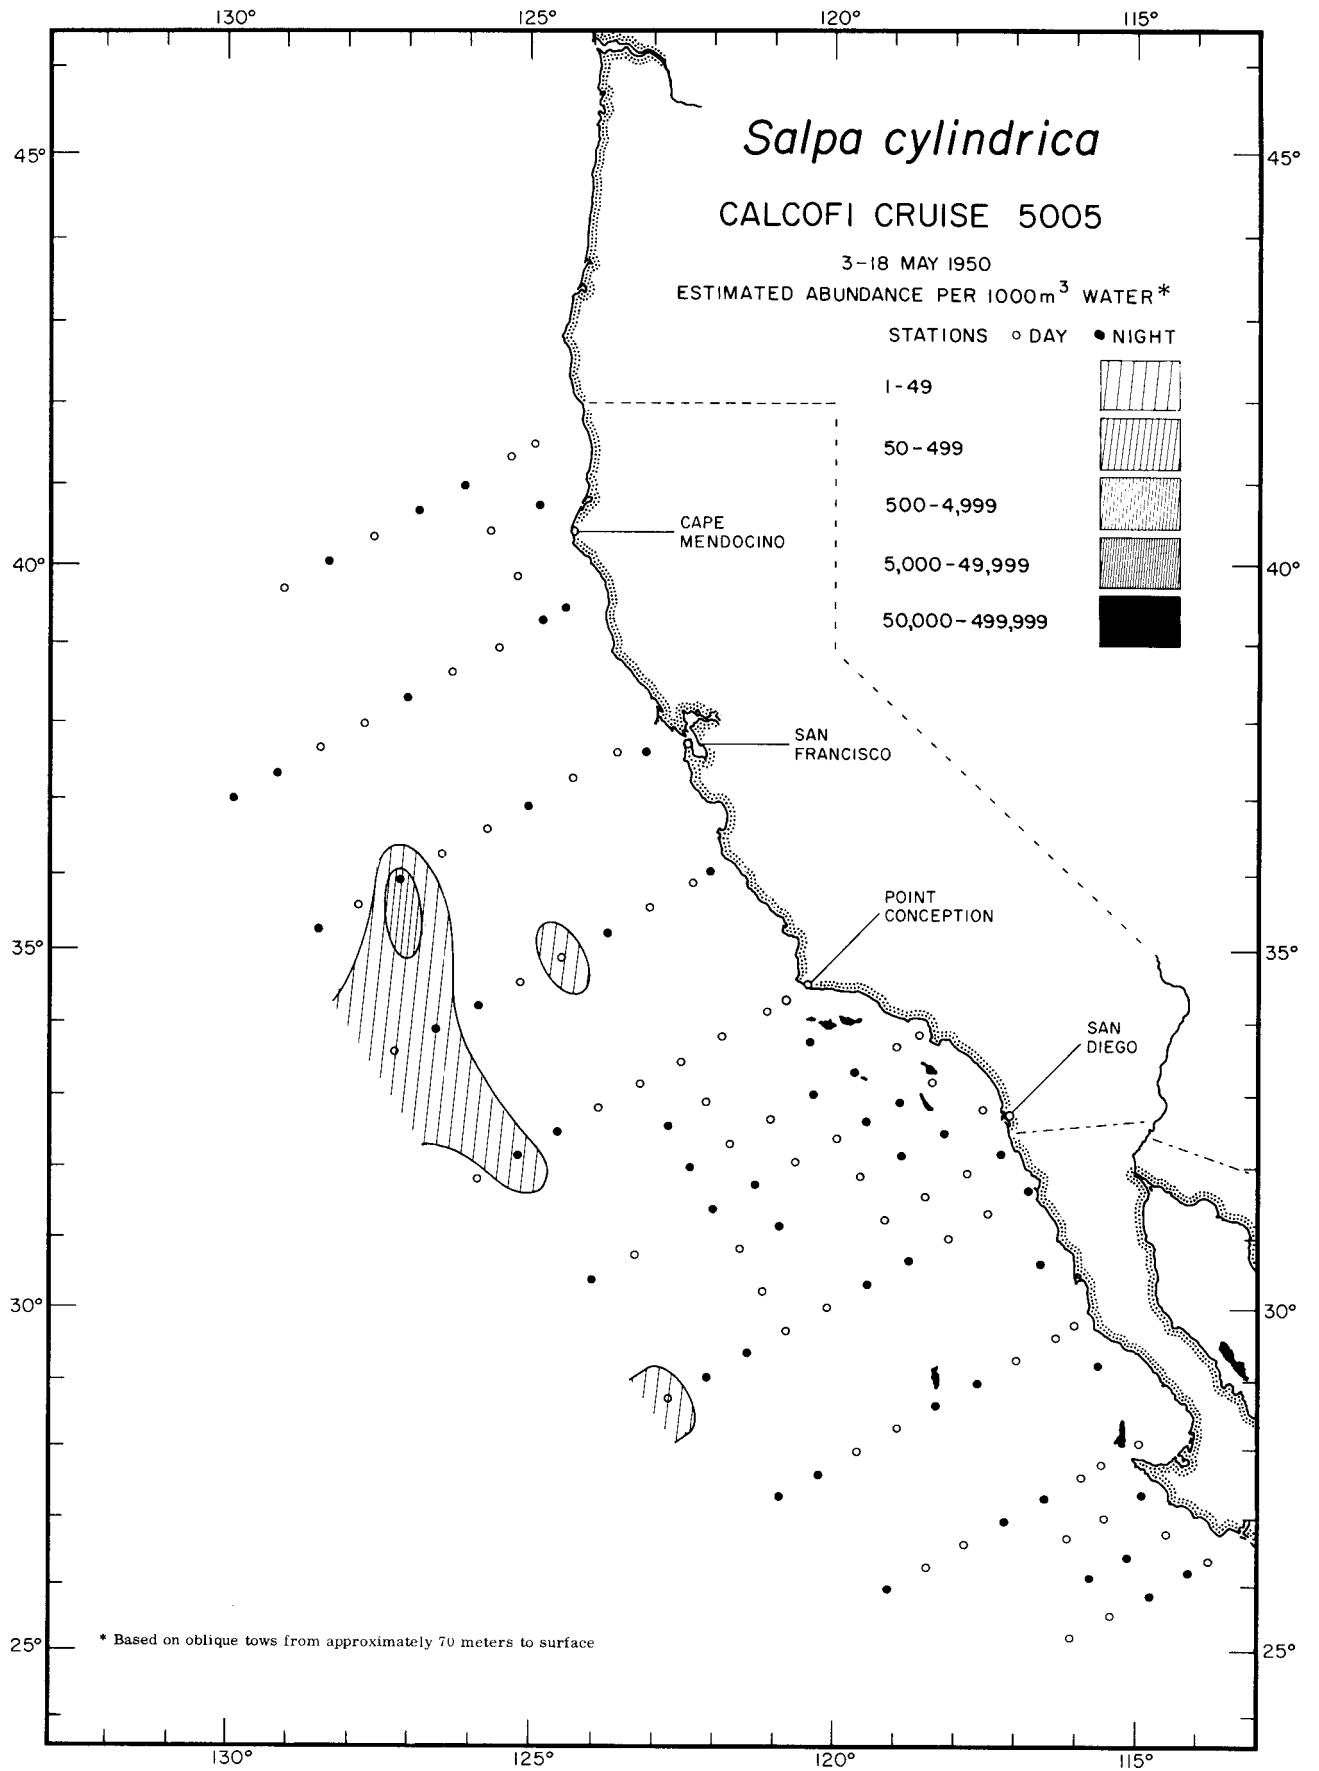 130° 125° 120° 115°
Salpa cylindrica
45° 45°
CALCOFI CRUISE 5005
3-18 MAY 1950
ESTIMATED ABUNDANCE PER 1000m³ WATER*
STATIONS ○ DAY ● NIGHT
1-49
50-499
500-4,999
5,000-49,999
50,000-499,999
CAPE
MENDOCINO
40° 40°
SAN
FRANCISCO
POINT
CONCEPTION
35° 35°
SAN
DIEGO
30° 30°
* Based on oblique tows from approximately 70 meters to surface
25° 25°
130° 125° 120° 115°